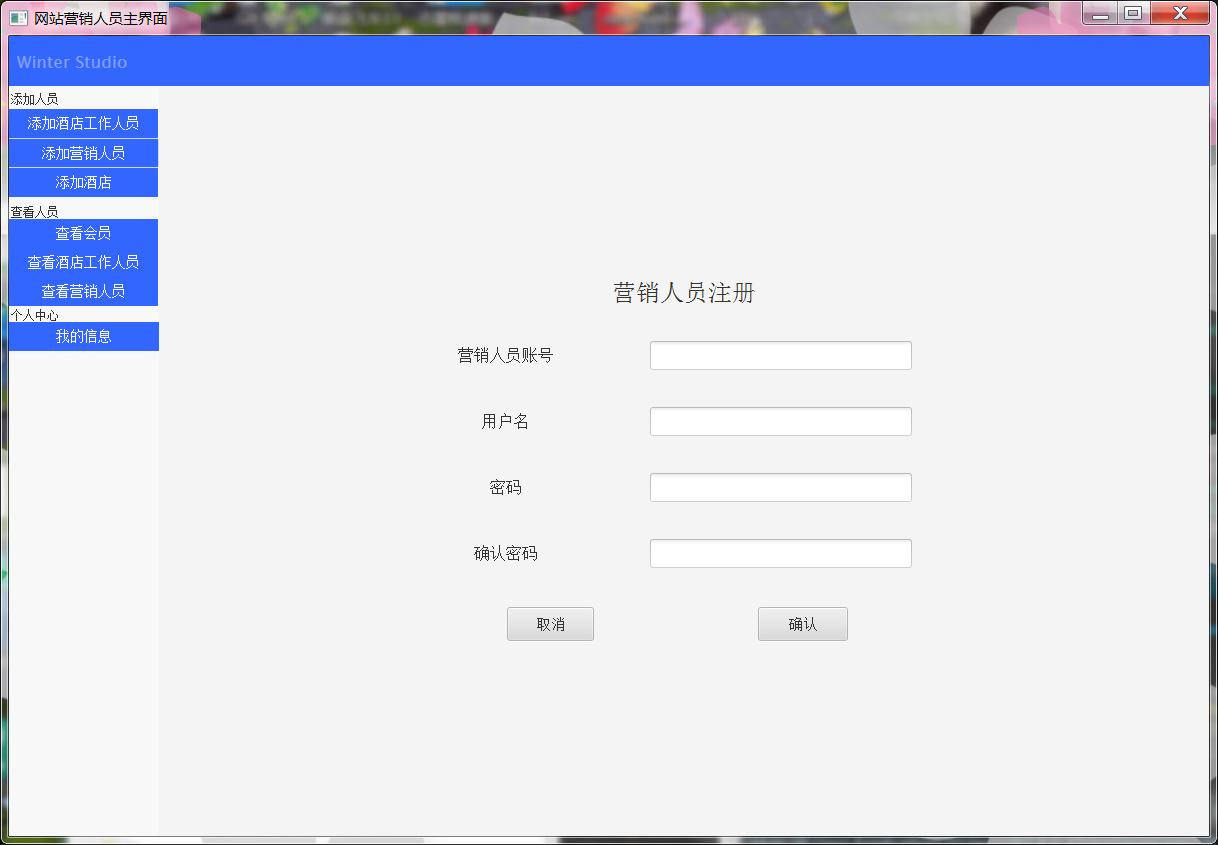 网站营销人员主界面
Winter Studio
添加人员
添加酒店工作人员
添加营销人员
添加酒店
查看人员
查看会员
查看酒店工作人员
查看营销人员
个人中心
我的信息
营销人员注册
营销人员账号
用户名
密码
确认密码
取消
确认